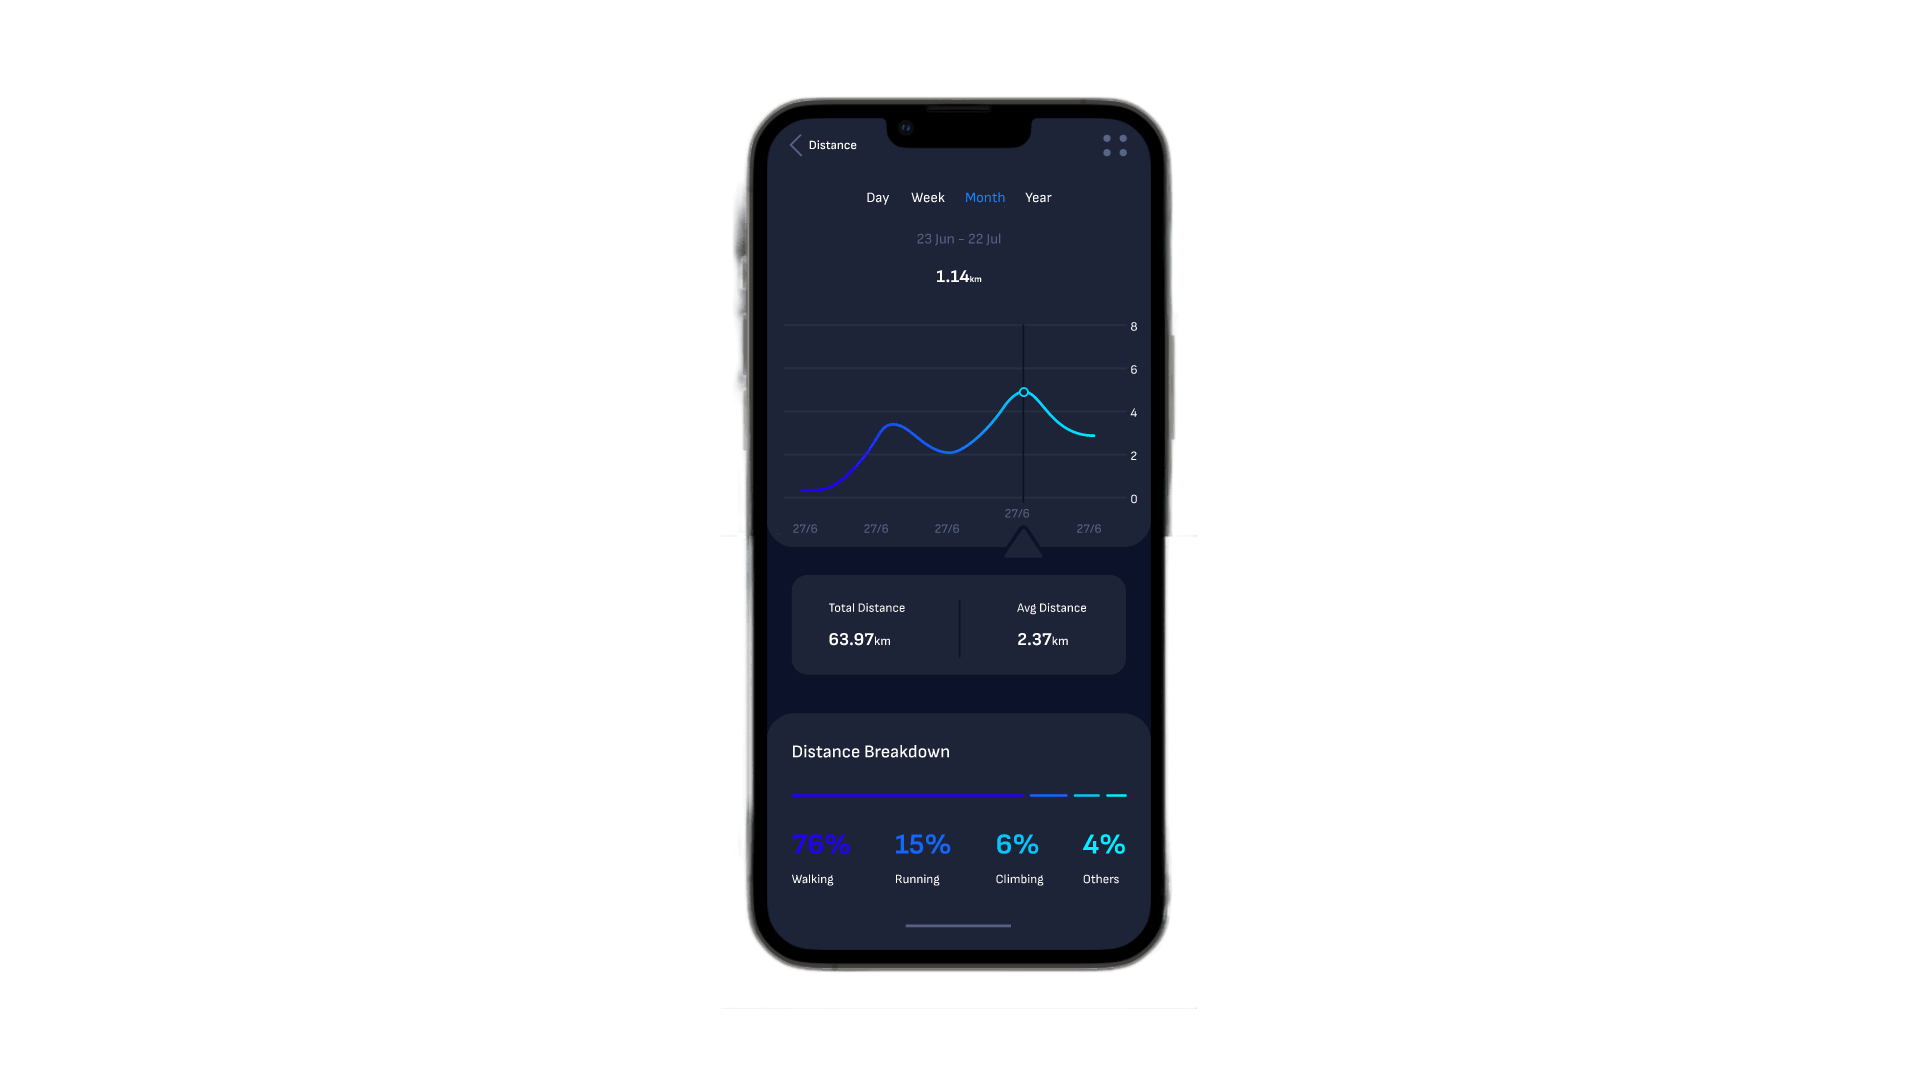 Distance
Day Week Month Year
23 Jun - 22 Jul
1.14km
8
6
4
2
0
27/6 27/6 27/6 27/6 27/6
Total Distance Avg Distance
63.97km 2.37km
Distance Breakdown
76% 15% 6% 4%
Walking Running Climbing Others